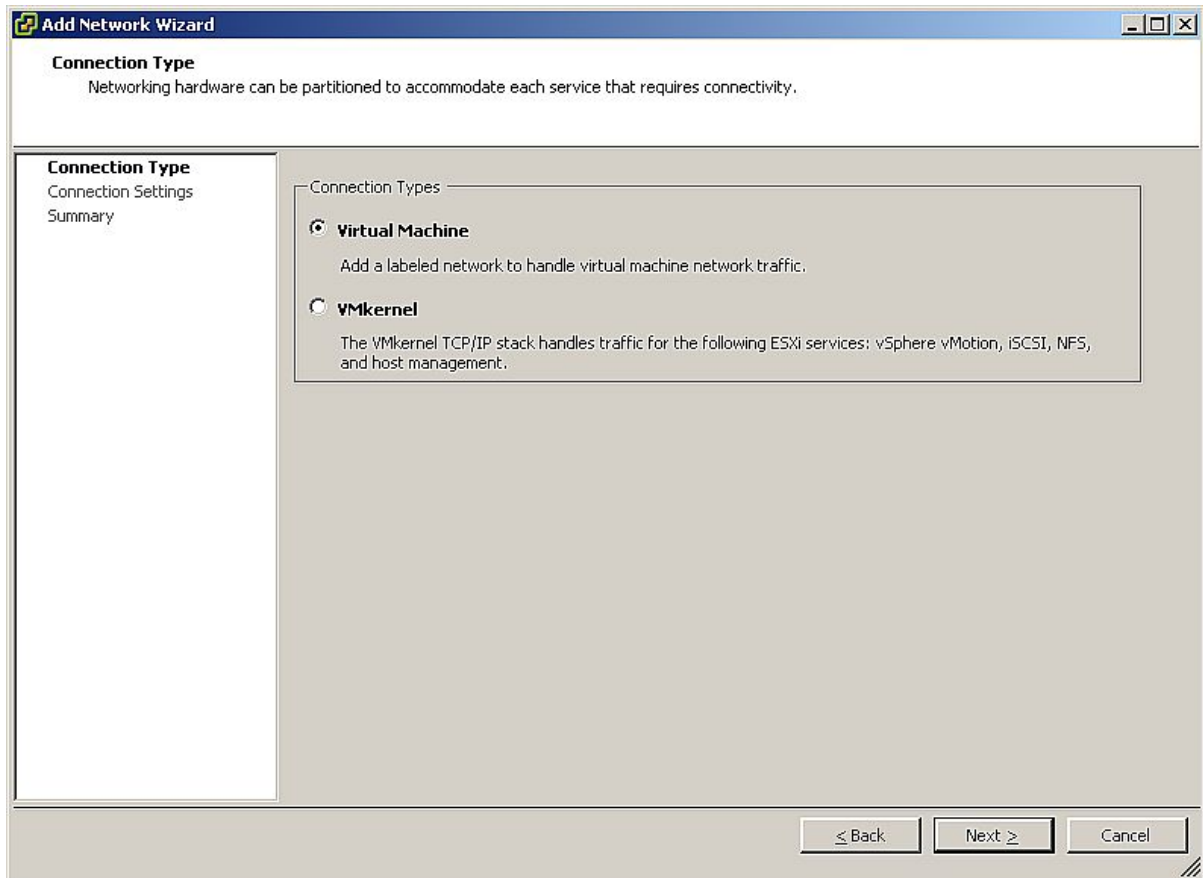 Add Network Wizard
Connection Type
Networking hardware can be partitioned to accommodate each service that requires connectivity.
Connection Type
Connection Settings
Summary
Connection Types
Virtual Machine
Add a labeled network to handle virtual machine network traffic.
VMkernel
The VMkernel TCP/IP stack handles traffic for the following ESXi services: vSphere vMotion, iSCSI, NFS,
and host management.
< Back
Next >
Cancel